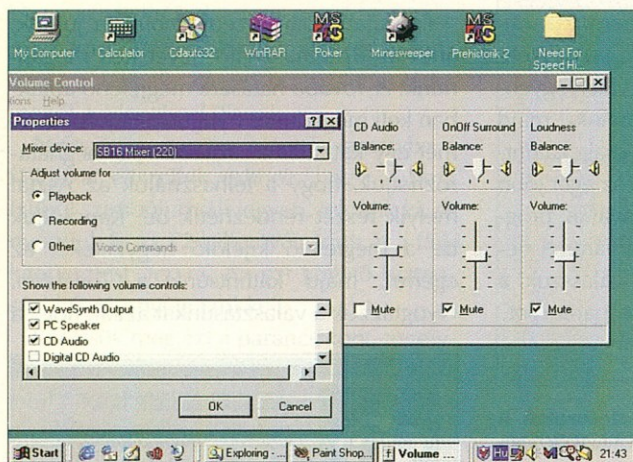 My Computer
Calculator
Cdauto32
WinRAR
Poker
Minesweeper
Prehistorik 2
Need For
Speed Hi...
Volume Control
Help
Properties
Mixer device:
SB16 Mixer (220)
Adjust volume for
Playback
Recording
Other
Voice Commands
Show the following volume controls:
WaveSynth Output
PC Speaker
CD Audio
Digital CD Audio
OK
Cancel
CD Audio
Balance:
Volume:
Mute
OnOff Surround
Balance:
Volume:
Mute
Loudness
Balance:
Volume:
Mute
Start
Exploring - ...
Paint Shop...
Volume ...
Hu
21:43